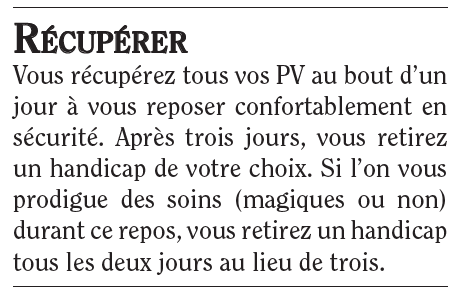 RÉCUPÉRER
Vous récupérez tous vos PV au bout d’un
jour à vous reposer confortablement en
sécurité. Après trois jours, vous retirez
un handicap de votre choix. Si l’on vous
prodigue des soins (magiques ou non)
durant ce repos, vous retirez un handicap
tous les deux jours au lieu de trois.